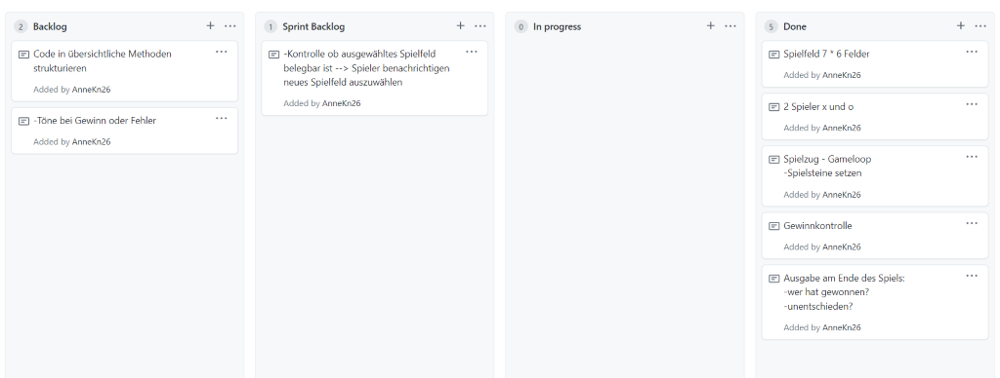 2 Backlog + ...
Code in übersichtliche Methoden ...
strukturieren
Added by AnneKn26
-Töne bei Gewinn oder Fehler ...
Added by AnneKn26
1 Sprint Backlog + ...
-Kontrolle ob ausgewähltes Spielfeld ...
belegbar ist --> Spieler benachrichtigen
neues Spielfeld auszuwählen
Added by AnneKn26
0 In progress + ...
5 Done + ...
Spielfeld 7 * 6 Felder ...
Added by AnneKn26
2 Spieler x und o ...
Added by AnneKn26
Spielzug - Gameloop ...
-Spielsteine setzen
Added by AnneKn26
Gewinnkontrolle ...
Added by AnneKn26
Ausgabe am Ende des Spiels: ...
-wer hat gewonnen?
-unentschieden?
Added by AnneKn26